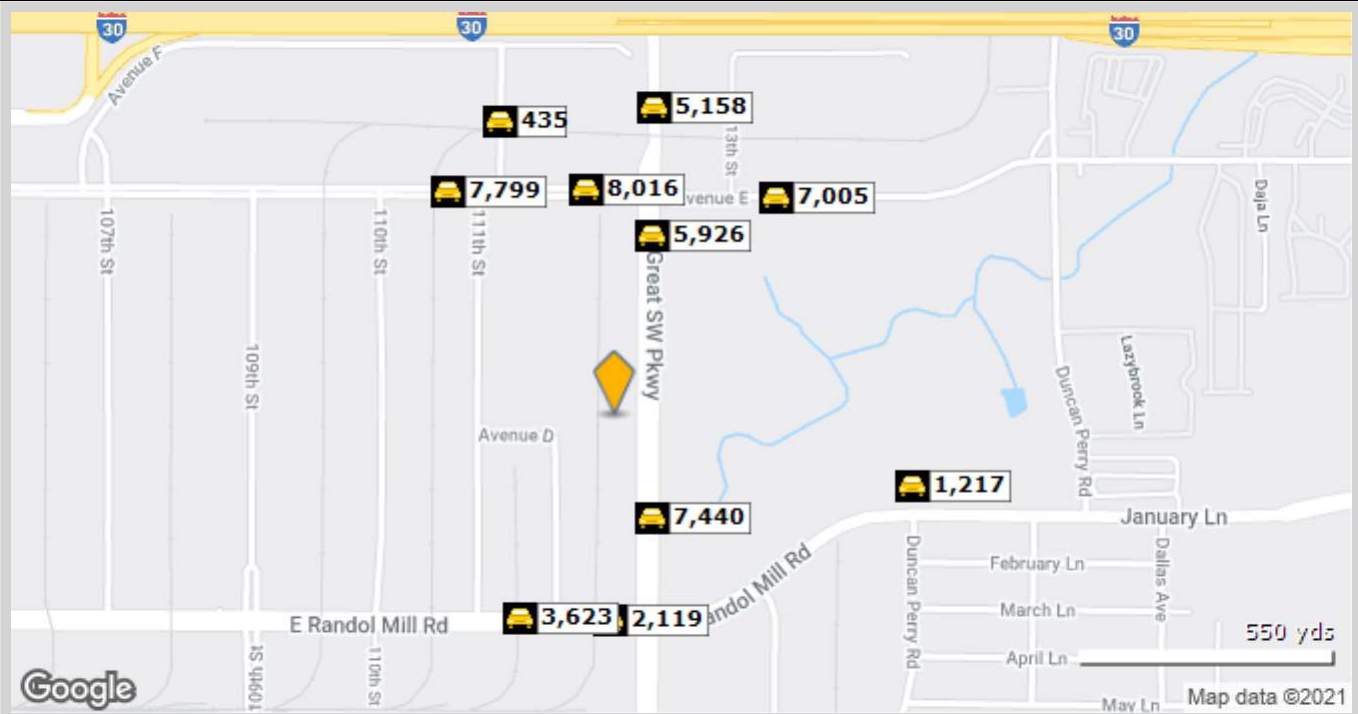 30
30
30
Avenue F
435
5,158
13th St
7,799
8,016
venue E
7,005
107th St
110th St
111th St
5,926
Daja Ln
Great SW Pkwy
109th St
Lazybrook Ln
Duncan Perry Rd
Avenue D
1,217
7,440
January Ln
andol Mill Rd
Duncan Perry Rd
February Ln
Dallas Ave
March Ln
3,623
2,119
E Randol Mill Rd
550 yds
109th St
110th St
April Ln
Google
May Ln
Map data ©2021